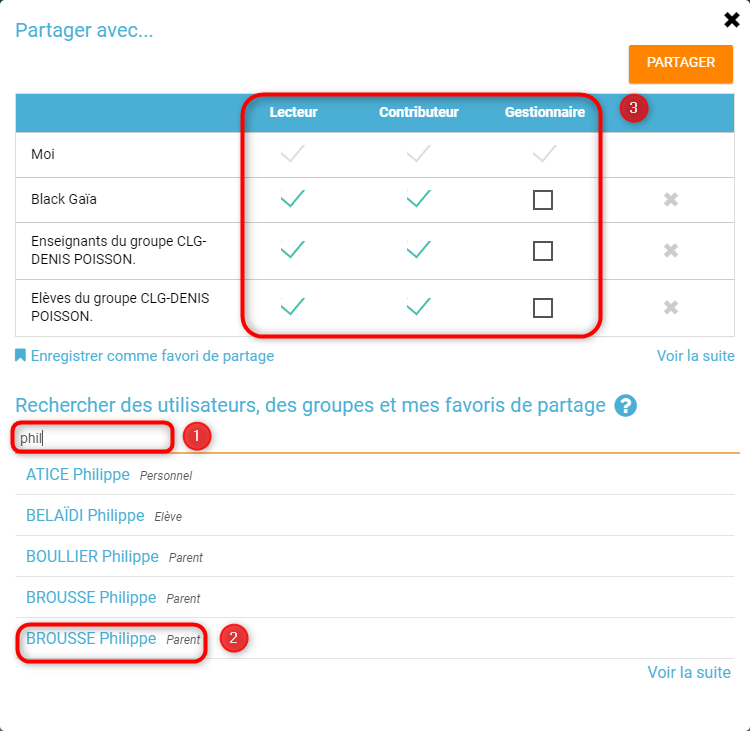 Partager avec...
PARTAGER
Lecteur Contributeur Gestionnaire
3
Moi
Black Gaïa
Enseignants du groupe CLG-
DENIS POISSON.
Elèves du groupe CLG-DENIS
POISSON.
Enregistrer comme favori de partage Voir la suite
Rechercher des utilisateurs, des groupes et mes favoris de partage ?
phil 1
ATICE Philippe Personnel
BELAÏDI Philippe Elève
BOULLIER Philippe Parent
BROUSSE Philippe Parent
BROUSSE Philippe Parent 2
Voir la suite